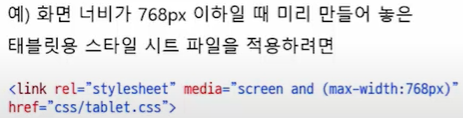 예) 화면 너비가 768px 이하일 때 미리 만들어 놓은
태블릿용 스타일 시트 파일을 적용하려면
<link rel="stylesheet" media="screen and (max-width:768px)"
href="css/tablet.css">